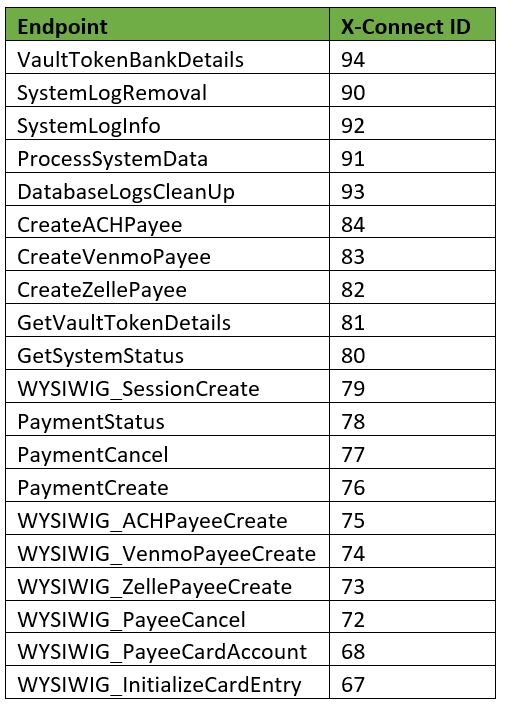 Endpoint X-Connect ID
VaultTokenBankDetails 94
SystemLogRemoval 90
SystemLogInfo 92
ProcessSystemData 91
DatabaseLogsCleanUp 93
CreateACHPayee 84
CreateVenmoPayee 83
CreateZellePayee 82
GetVaultTokenDetails 81
GetSystemStatus 80
WYSIWIG_SessionCreate 79
PaymentStatus 78
PaymentCancel 77
PaymentCreate 76
WYSIWIG_ACHPayeeCreate 75
WYSIWIG_VenmoPayeeCreate 74
WYSIWIG_ZellePayeeCreate 73
WYSIWIG_PayeeCancel 72
WYSIWIG_PayeeCardAccount 68
WYSIWIG_InitializeCardEntry 67